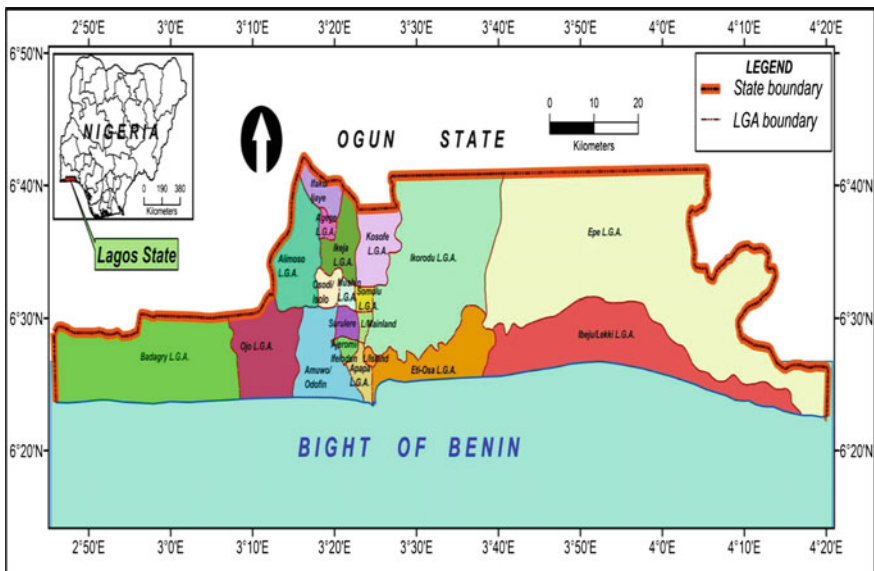 2°50'E 3°0'E 3°10'E 3°20'E 3°30'E 3°40'E 3°50'E 4°0'E 4°10'E 4°20'E
6°50'N
6°50'N
NIGERIA
0 190 380
Kilometers
Lagos State
OGUN STATE
0 10 20
Kilometers
LEGEND
State boundary
LGA boundary
6°40'N
6°40'N
Ifako
Ijaye
Agege
L.G.A.
Ikeja
L.G.A.
Kosofe
L.G.A.
Ikorodu L.G.A.
Epe L.G.A.
Alimoso
L.G.A.
Osodi/
Isolo
Mushin
L.G.A.
Somolu
L.G.A.
6°30'N
6°30'N
Surulere
L/Mainland
Badagry L.G.A.
Ojo L.G.A.
Amuwo/
Odofin
Ajeromi
Ifelodun
L/Island
Apapa
L.G.A.
Eti-Osa L.G.A.
Ibeju/Lekki L.G.A.
6°20'N
6°20'N
BIGHT OF BENIN
2°50'E 3°0'E 3°10'E 3°20'E 3°30'E 3°40'E 3°50'E 4°0'E 4°10'E 4°20'E